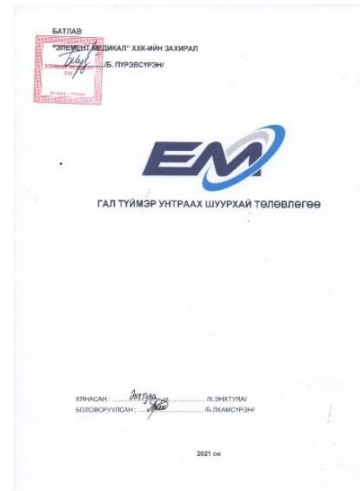 БАТЛАВ:
"ЭЛЕМЕНТ МЕДИКАЛ" ХХК-ИЙН ЗАХИРАЛ
/Б. ПҮРЭВСҮРЭН/
EM
ГАЛ ТҮЙМЭР УНТРААХ ШУУРХАЙ ТӨЛӨВЛӨГӨӨ
ХЯНАСАН : /Х.ЭНХТУЯА/
БОЛОВСРУУЛСАН : /Б.ЛХАМСҮРЭН/
2021 он